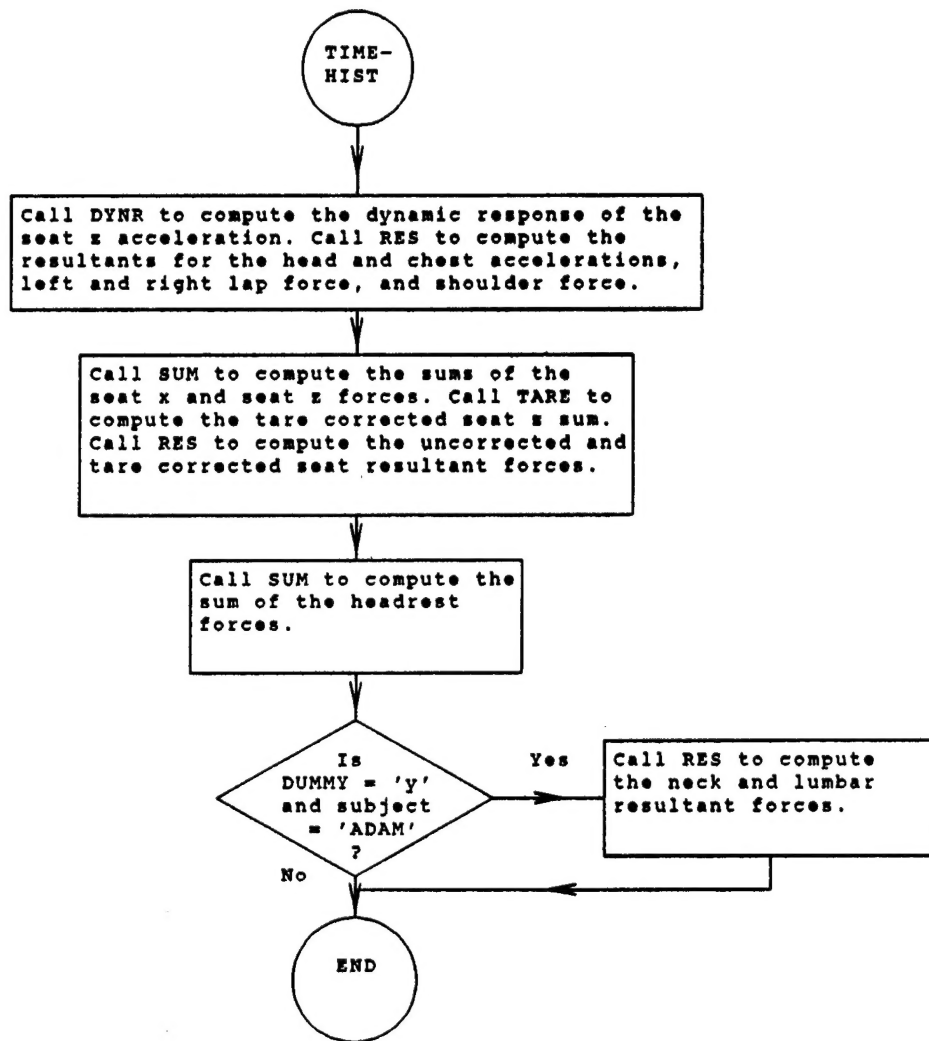 TIME-
HIST
Call DYNR to compute the dynamic response of the
seat z acceleration. Call RES to compute the
resultants for the head and chest accelerations,
left and right lap force, and shoulder force.
Call SUM to compute the sums of the
seat x and seat z forces. Call TARE to
compute the tare corrected seat z sum.
Call RES to compute the uncorrected and
tare corrected seat resultant forces.
Call SUM to compute the
sum of the headrest
forces.
Is
DUMMY = 'y'
and subject
= 'ADAM'
?
Yes
Call RES to compute
the neck and lumbar
resultant forces.
No
END